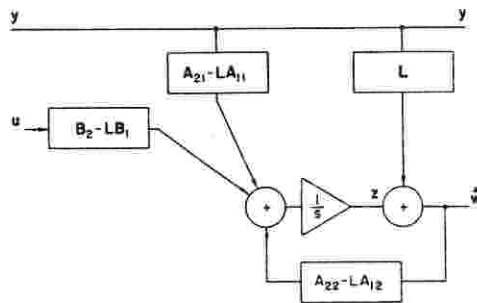 y y
A₂₁-LA₁₁
L
u
B₂-LB₁
+
1/S
z
+
ŵ
A₂₂-LA₁₂